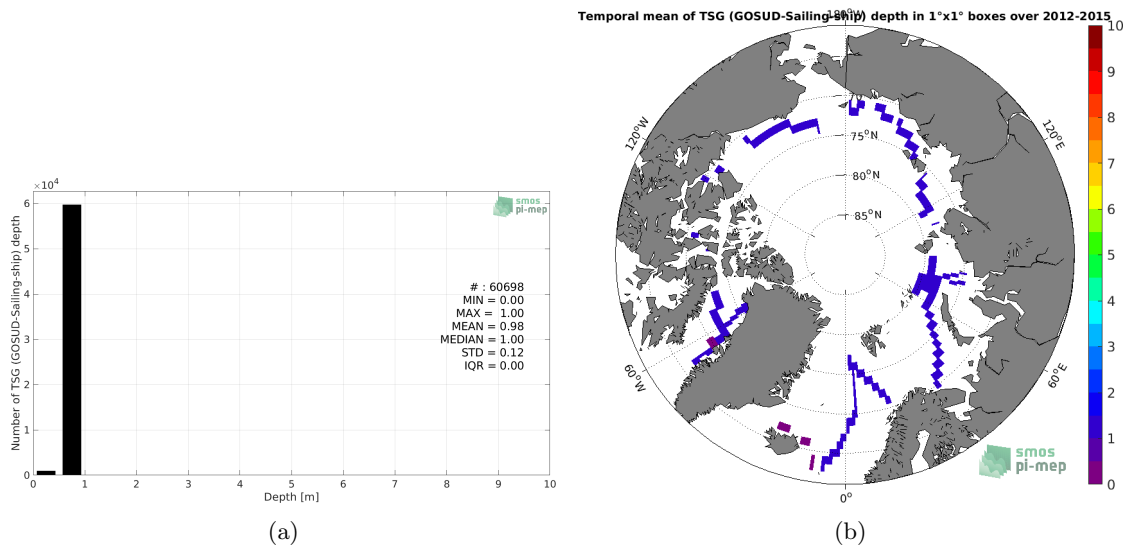 ×10⁴
6
5
4
3
2
1
0
Number of TSG (GOSUD-Sailing-ship) depth
smos
pi-mep
# : 60698
MIN = 0.00
MAX = 1.00
MEAN = 0.98
MEDIAN = 1.00
STD = 0.12
IQR = 0.00
0 1 2 3 4 5 6 7 8 9 10
Depth [m]
(a)
180°W
Temporal mean of TSG (GOSUD-Sailing-ship) depth in 1°x1° boxes over 2012-2015
120°W
120°E
75°N
80°N
85°N
60°W
60°E
0°
smos
pi-mep
10
9
8
7
6
5
4
3
2
1
0
(b)